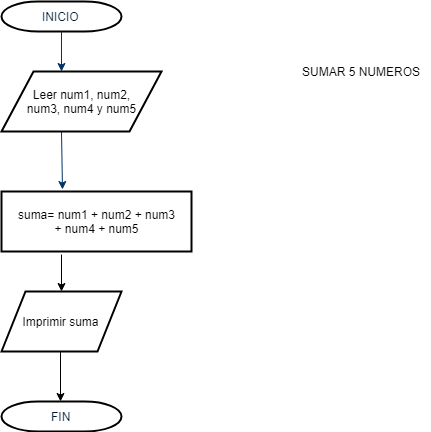 INICIO
SUMAR 5 NUMEROS
Leer num1, num2,
num3, num4 y num5
suma= num1 + num2 + num3
+ num4 + num5
Imprimir suma
FIN